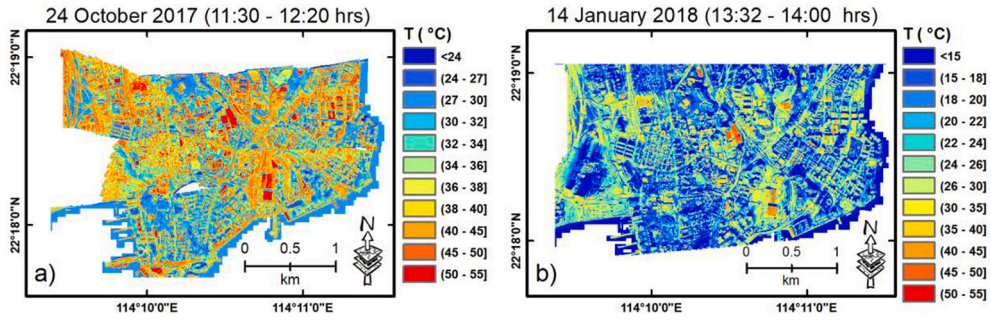 24 October 2017 (11:30 - 12:20 hrs)
T ( °C)
<24
(24 - 27]
(27 - 30]
(30 - 32]
(32 - 34]
(34 - 36]
(36 - 38]
(38 - 40]
(40 - 45]
(45 - 50]
(50 - 55]
22°19'0"N
22°18'0"N
a)
N
0 0.5 1
km
114°10'0"E
114°11'0"E
14 January 2018 (13:32 - 14:00 hrs)
T ( °C)
<15
(15 - 18]
(18 - 20]
(20 - 22]
(22 - 24]
(24 - 26]
(26 - 30]
(30 - 35]
(35 - 40]
(40 - 45]
(45 - 50]
(50 - 55]
22°19'0"N
22°18'0"N
b)
N
0 0.5 1
km
114°10'0"E
114°11'0"E